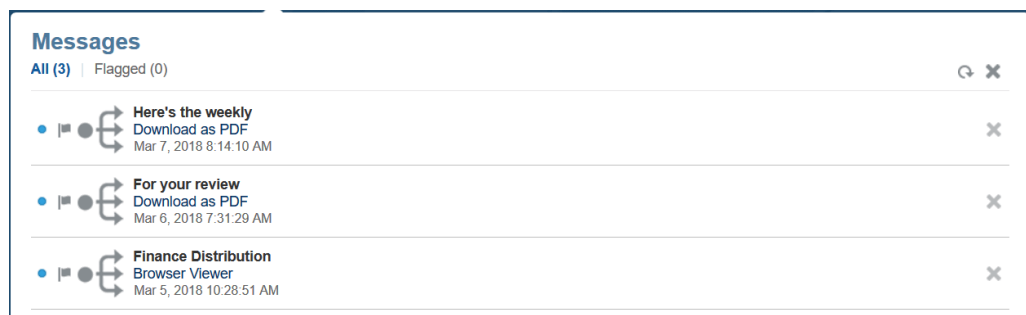 Messages
All (3) | Flagged (0)
Here's the weekly
Download as PDF
Mar 7, 2018 8:14:10 AM
For your review
Download as PDF
Mar 6, 2018 7:31:29 AM
Finance Distribution
Browser Viewer
Mar 5, 2018 10:28:51 AM